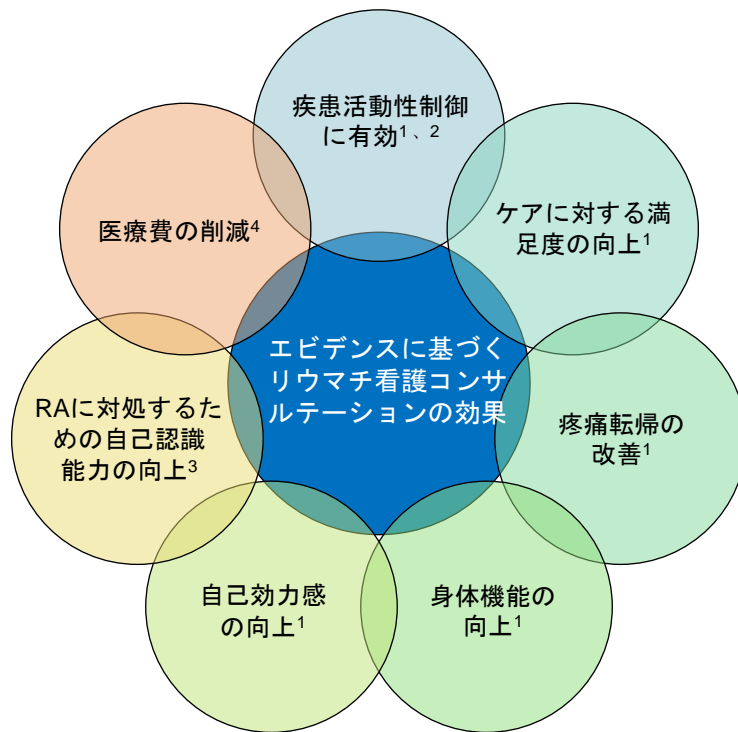 疾患活動性制御
に有効1、2
ケアに対する満
足度の向上1
疼痛転帰の
改善1
身体機能の
向上1
自己効力感
の向上1
RAに対処するた
めの自己認識
能力の向上3
医療費の削減4
エビデンスに基づく
リウマチ看護コンサ
ルテーションの効果